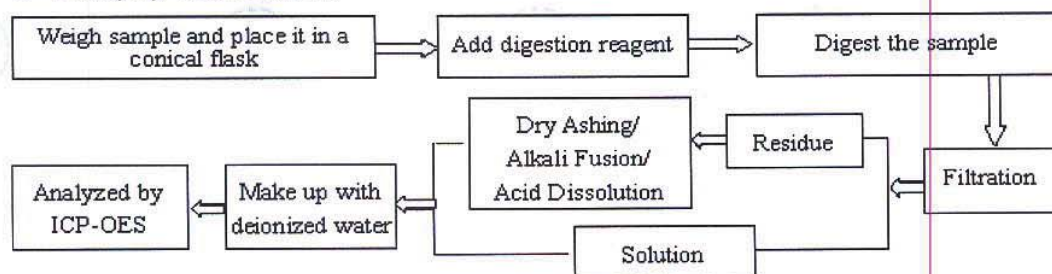 Weigh sample and place it in a
conical flask
Add digestion reagent
Digest the sample
Filtration
Residue
Dry Ashing/
Alkali Fusion/
Acid Dissolution
Solution
Make up with
deionized water
Analyzed by
ICP-OES